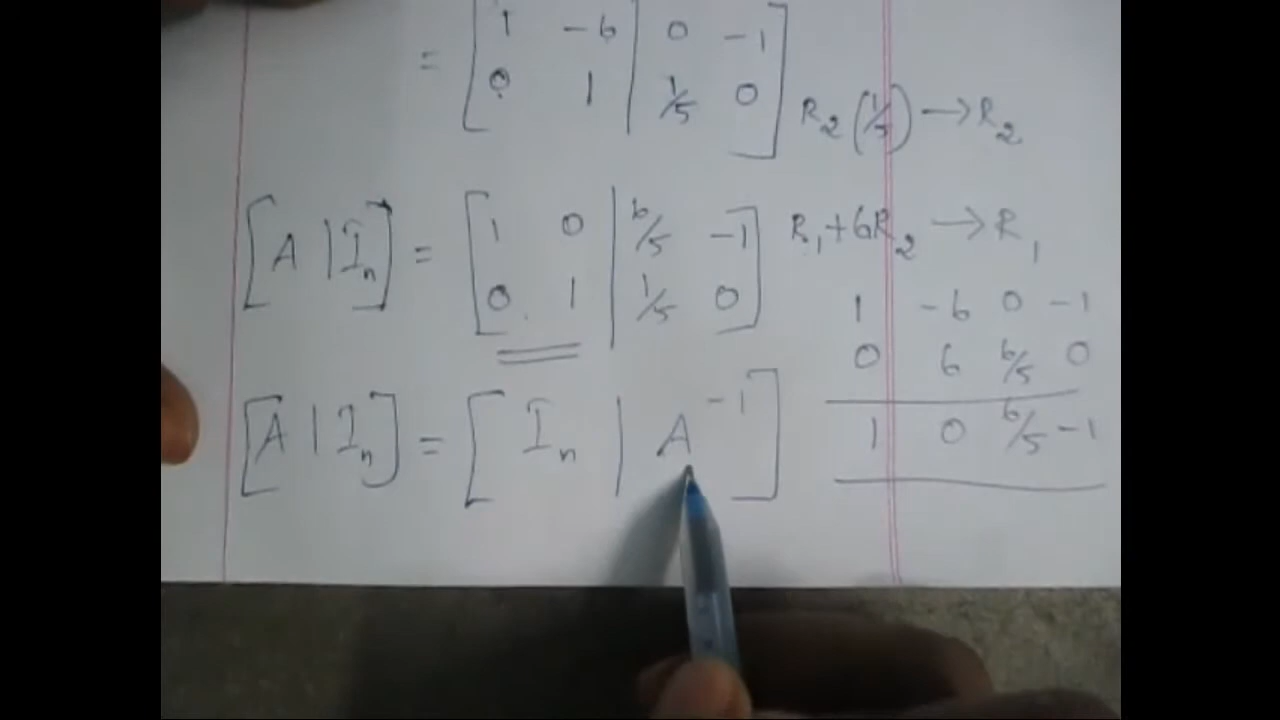 = [ 1 -6 | 0 -1 ]
[ 0 1 | 1/5 0 ] R₂(1/5) → R₂
[A | Iₙ] = [ 1 0 | 6/5 -1 ] R₁+6R₂ → R₁
[ 0 1 | 1/5 0 ] 1 -6 0 -1
0 6 6/5 0
[A | Iₙ] = [ Iₙ | A⁻¹ ] 1 0 6/5 -1